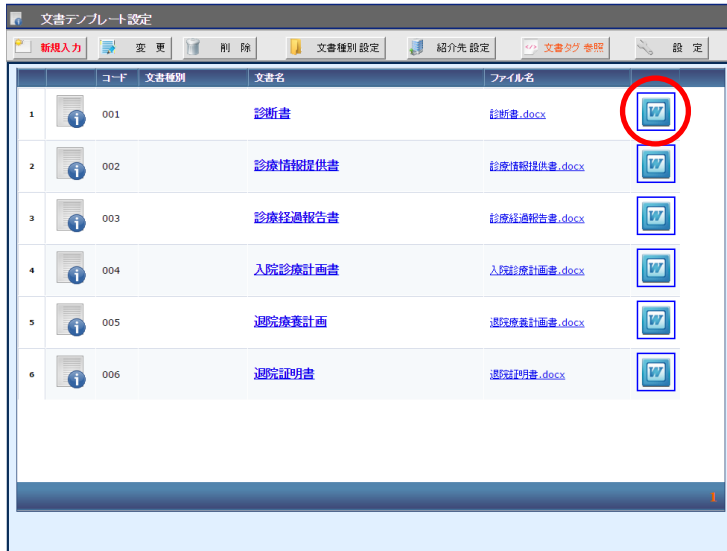 文書テンプレート設定
新規入力 変 更 削 除 文書種別設定 紹介先設定 文書タグ参照 設 定
コード 文書種別 文書名 ファイル名
1 001 診断書 診断書.docx W
2 002 診療情報提供書 診療情報提供書.docx W
3 003 診療経過報告書 診療経過報告書.docx W
4 004 入院診療計画書 入院診療計画書.docx W
5 005 退院療養計画 退院療養計画書.docx W
6 006 退院証明書 退院証明書.docx W
1